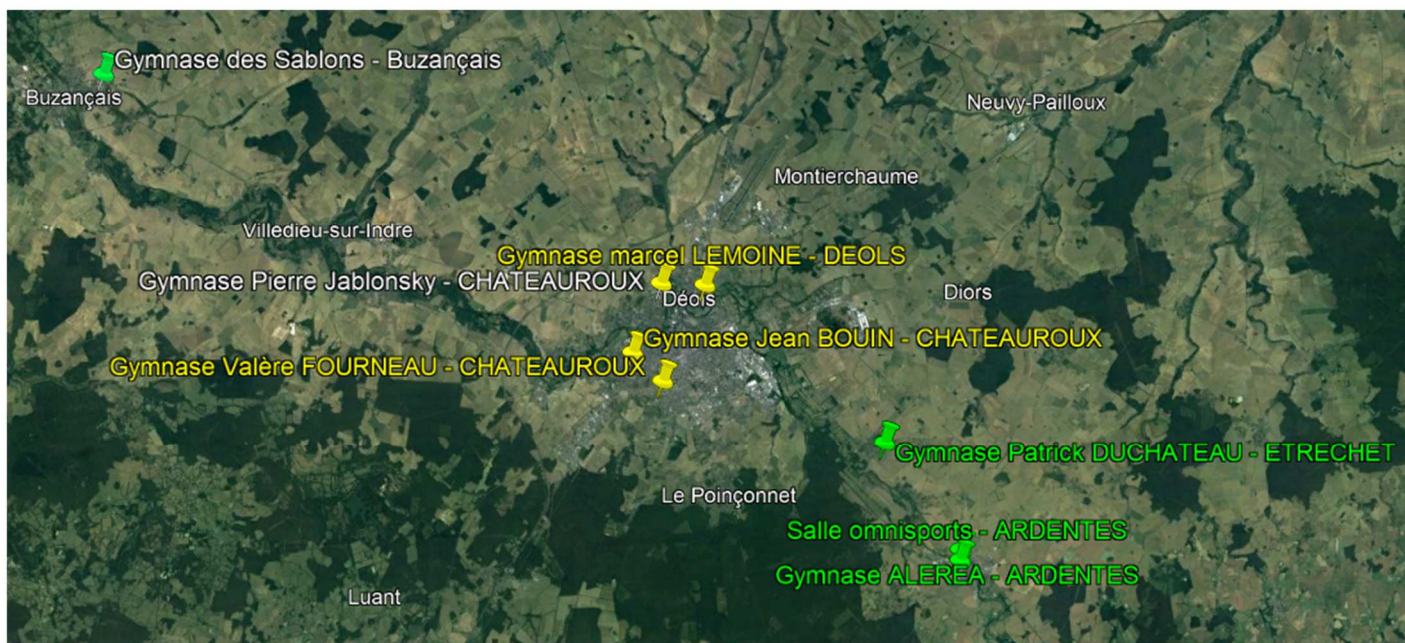 Gymnase des Sablons - Buzançais
Buzançais
Neuvy-Pailloux
Montierchaume
Villedieu-sur-Indre
Gymnase marcel LEMOINE - DEOLS
Gymnase Pierre Jablonsky - CHATEAUROUX
Déols
Diors
Gymnase Jean BOUIN - CHATEAUROUX
Gymnase Valère FOURNEAU - CHATEAUROUX
Gymnase Patrick DUCHATEAU - ETRECHET
Le Poinçonnet
Salle omnisports - ARDENTES
Gymnase ALEREA - ARDENTES
Luant